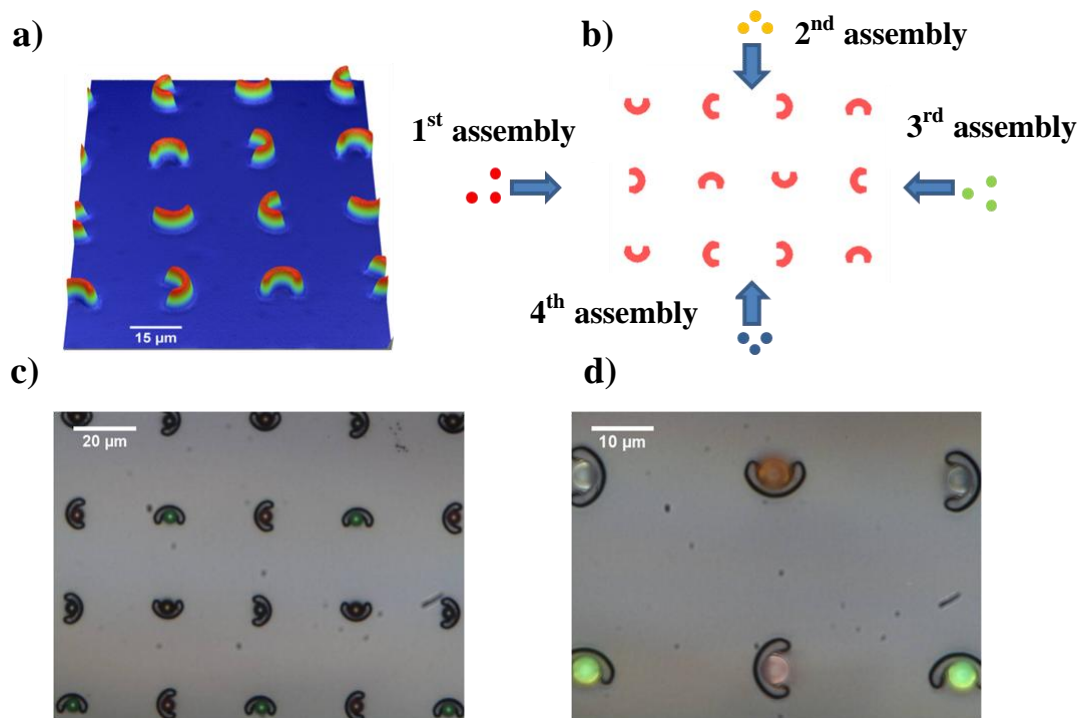 a)
15 µm
b)
2nd assembly
1st assembly
3rd assembly
4th assembly
c)
20 µm
d)
10 µm